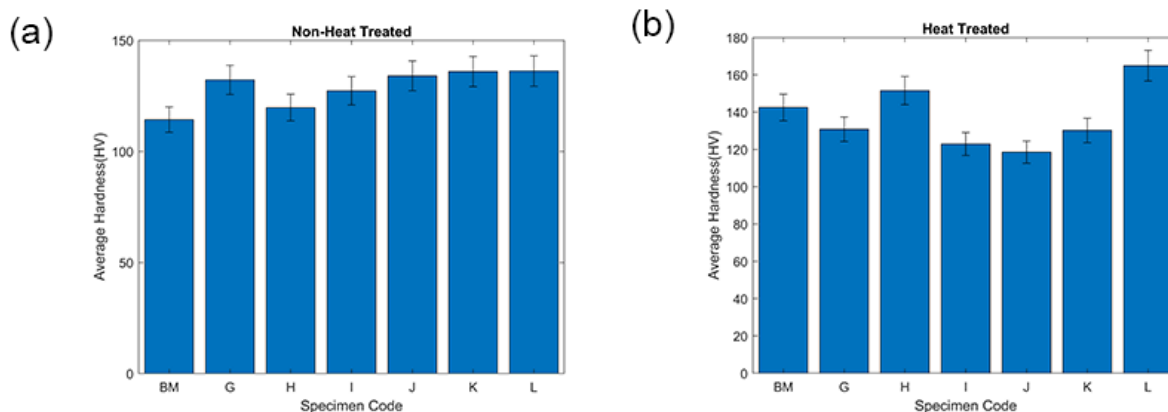 (a)
Non-Heat Treated
150
100
50
0
Average Hardness(HV)
BM G H I J K L
Specimen Code
(b)
Heat Treated
180
160
140
120
100
80
60
40
20
0
Average Hardness(HV)
BM G H I J K L
Specimen Code